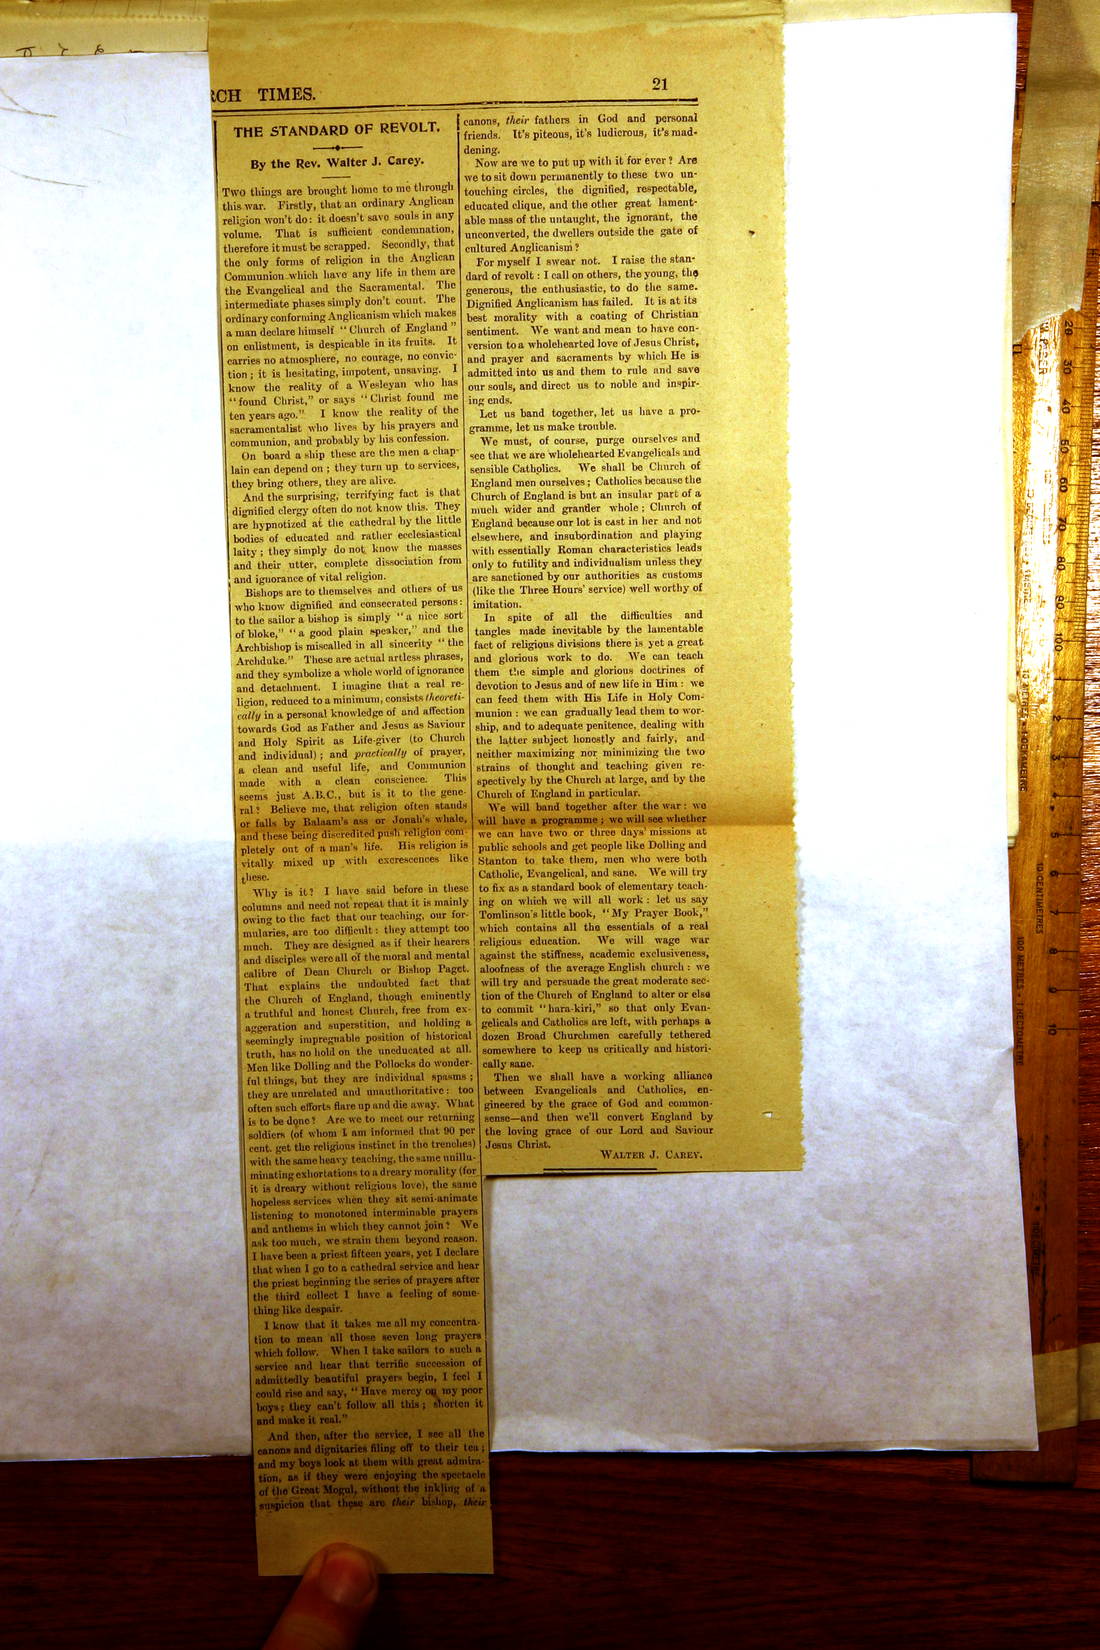 RCH TIMES.
21
THE STANDARD OF REVOLT.
By the Rev. Walter J. Carey.
Two things are brought home to me through
this war. Firstly, that an ordinary Anglican
religion won't do: it doesn't save souls in any
volume. That is sufficient condemnation,
therefore it must be scrapped. Secondly, that
the only forms of religion in the Anglican
Communion which have any life in them are
the Evangelical and the Sacramental. The
intermediate phases simply don't count. The
ordinary conforming Anglicanism which makes
a man declare himself "Church of England"
on enlistment, is despicable in its fruits. It
carries no atmosphere, no courage, no convic-
tion; it is hesitating, impotent, unsaving. I
know the reality of a Wesleyan who has
"found Christ," or says "Christ found me
ten years ago." I know the reality of the
sacramentalist who lives by his prayers and
communion, and probably by his confession.
On board a ship these are the men a chap-
lain can depend on; they turn up to services,
they bring others, they are alive.
And the surprising, terrifying fact is that
dignified clergy often do not know this. They
are hypnotized at the cathedral by the little
bodies of educated and rather ecclesiastical
laity; they simply do not know the masses
and their utter, complete dissociation from
and ignorance of vital religion.
Bishops are to themselves and others of us
who know dignified and consecrated persons:
to the sailor a bishop is simply "a nice sort
of bloke," "a good plain speaker," and the
Archbishop is miscalled in all sincerity "the
Archduke." These are actual artless phrases,
and they symbolize a whole world of ignorance
and detachment. I imagine that a real re-
ligion, reduced to a minimum, consists theoreti-
cally in a personal knowledge of and affection
towards God as Father and Jesus as Saviour
and Holy Spirit as Life-giver (to Church
and individual); and practically of prayer,
a clean and useful life, and Communion
made with a clean conscience. This
seems just A.B.C., but is it to the gene-
ral? Believe me, that religion often stands
or falls by Balaam's ass or Jonah's whale,
and these being discredited push religion com-
pletely out of a man's life. His religion is
vitally mixed up with excrescences like
these.
Why is it? I have said before in these
columns and need not repeat that it is mainly
owing to the fact that our teaching, our for-
mularies, are too difficult: they attempt too
much. They are designed as if their hearers
and disciples were all of the moral and mental
calibre of Dean Church or Bishop Paget.
That explains the undoubted fact that
the Church of England, though eminently
a truthful and honest Church, free from ex-
aggeration and superstition, and holding a
seemingly impregnable position of historical
truth, has no hold on the uneducated at all.
Men like Dolling and the Pollocks do wonder-
ful things, but they are individual spasms;
they are unrelated and unauthoritative: too
often such efforts flare up and die away. What
is to be done? Are we to meet our returning
soldiers (of whom I am informed that 90 per
cent. get the religious instinct in the trenches)
with the same heavy teaching, the same unillu-
minating exhortations to a dreary morality (for
it is dreary without religious love), the same
hopeless services when they sit semi-animate
listening to monotoned interminable prayers
and anthems in which they cannot join? We
ask too much, we strain them beyond reason.
I have been a priest fifteen years, yet I declare
that when I go to a cathedral service and hear
the priest beginning the series of prayers after
the third collect I have a feeling of some-
thing like despair.
I know that it takes me all my concentra-
tion to mean all those seven long prayers
which follow. When I take sailors to such a
service and hear that terrific succession of
admittedly beautiful prayers begin, I feel I
could rise and say, "Have mercy on my poor
boys; they can't follow all this; shorten it
and make it real."
And then, after the service, I see all the
canons and dignitaries filing off to their tea;
and my boys look at them with great admira-
tion, as if they were enjoying the spectacle
of the Great Mogul, without the inkling of a
suspicion that these are their bishop, their
canons, their fathers in God and personal
friends. It's piteous, it's ludicrous, it's mad-
dening.
Now are we to put up with it for ever? Are
we to sit down permanently to these two un-
touching circles, the dignified, respectable,
educated clique, and the other great lament-
able mass of the untaught, the ignorant, the
unconverted, the dwellers outside the gate of
cultured Anglicanism?
For myself I swear not. I raise the stan-
dard of revolt: I call on others, the young, the
generous, the enthusiastic, to do the same.
Dignified Anglicanism has failed. It is at its
best morality with a coating of Christian
sentiment. We want and mean to have con-
version to a wholehearted love of Jesus Christ,
and prayer and sacraments by which He is
admitted into us and them to rule and save
our souls, and direct us to noble and inspir-
ing ends.
Let us band together, let us have a pro-
gramme, let us make trouble.
We must, of course, purge ourselves and
see that we are wholehearted Evangelicals and
sensible Catholics. We shall be Church of
England men ourselves; Catholics because the
Church of England is but an insular part of a
much wider and grander whole; Church of
England because our lot is cast in her and not
elsewhere, and insubordination and playing
with essentially Roman characteristics leads
only to futility and individualism unless they
are sanctioned by our authorities as customs
(like the Three Hours' service) well worthy of
imitation.
In spite of all the difficulties and
tangles made inevitable by the lamentable
fact of religious divisions there is yet a great
and glorious work to do. We can teach
them the simple and glorious doctrines of
devotion to Jesus and of new life in Him: we
can feed them with His Life in Holy Com-
munion: we can gradually lead them to wor-
ship, and to adequate penitence, dealing with
the latter subject honestly and fairly, and
neither maximizing nor minimizing the two
strains of thought and teaching given re-
spectively by the Church at large, and by the
Church of England in particular.
We will band together after the war: we
will have a programme; we will see whether
we can have two or three days' missions at
public schools and get people like Dolling and
Stanton to take them, men who were both
Catholic, Evangelical, and sane. We will try
to fix as a standard book of elementary teach-
ing on which we will all work: let us say
Tomlinson's little book, "My Prayer Book,"
which contains all the essentials of a real
religious education. We will wage war
against the stiffness, academic exclusiveness,
aloofness of the average English church: we
will try and persuade the great moderate sec-
tion of the Church of England to alter or else
to commit "hara-kiri," so that only Evan-
gelicals and Catholics are left, with perhaps a
dozen Broad Churchmen carefully tethered
somewhere to keep us critically and histori-
cally sane.
Then we shall have a working alliance
between Evangelicals and Catholics, en-
gineered by the grace of God and common-
sense—and then we'll convert England by
the loving grace of our Lord and Saviour
Jesus Christ.
WALTER J. CAREY.
20
30
40
50
60
70
80
90
100
2
3
4
5
6
7
8
9
10
10 CENTIMETRES